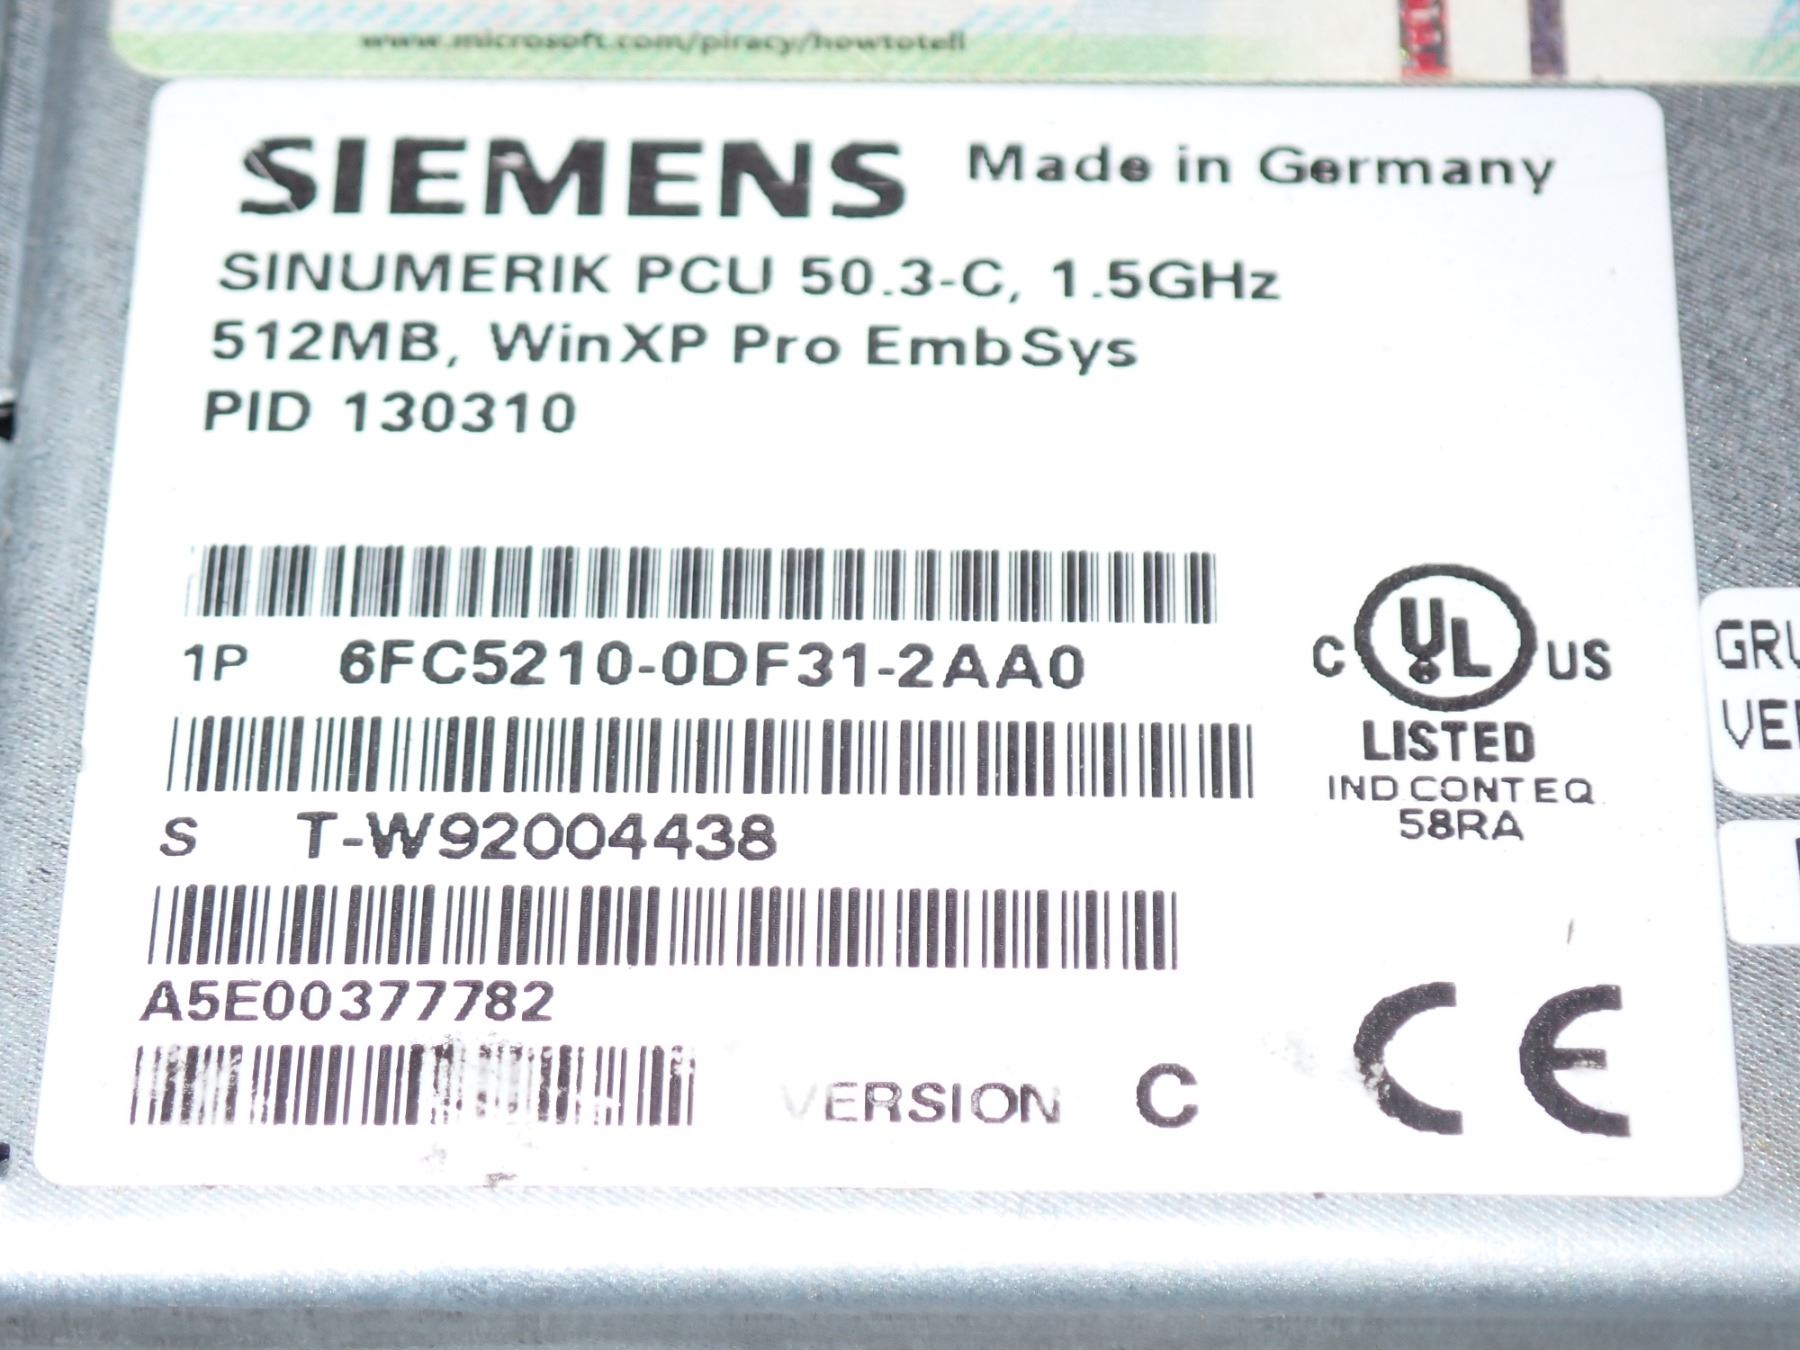 www.microsoft.com/piracy/howtotell
SIEMENS Made in Germany
SINUMERIK PCU 50.3-C, 1.5GHz
512MB, WinXP Pro EmbSys
PID 130310
1P 6FC5210-0DF31-2AA0
C UL US
LISTED
IND CONT EQ
58RA
S T-W92004438
A5E00377782
VERSION C
CE